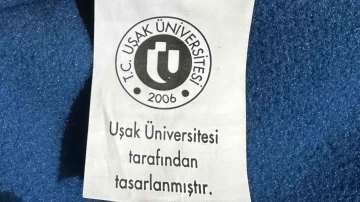 T.C. UŞAK ÜNİVERSİTESİ
2006
Uşak Üniversitesi
tarafından
tasarlanmıştır.